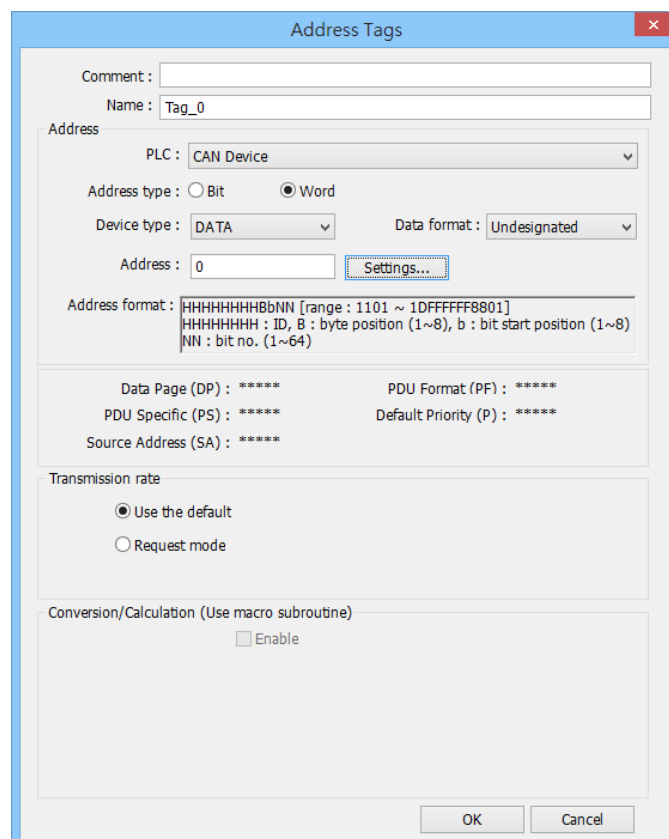 Address Tags
Comment :
Name : Tag_0
Address
PLC : CAN Device
Address type : Bit Word
Device type : DATA Data format : Undesignated
Address : 0 Settings...
Address format : HHHHHHHHBbNN [range : 1101 ~ 1DFFFFFF8801]
HHHHHHHH : ID, B : byte position (1~8), b : bit start position (1~8)
NN : bit no. (1~64)
Data Page (DP) : ***** PDU Format (PF) : *****
PDU Specific (PS) : ***** Default Priority (P) : *****
Source Address (SA) : *****
Transmission rate
Use the default
Request mode
Conversion/Calculation (Use macro subroutine)
Enable
OK Cancel